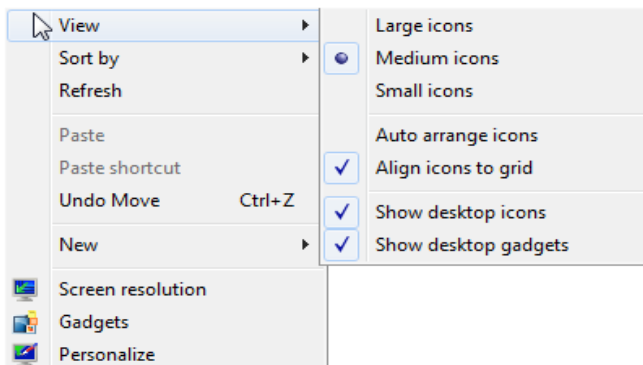 View
Sort by
Refresh
Paste
Paste shortcut
Undo Move Ctrl+Z
New
Screen resolution
Gadgets
Personalize
Large icons
Medium icons
Small icons
Auto arrange icons
Align icons to grid
Show desktop icons
Show desktop gadgets